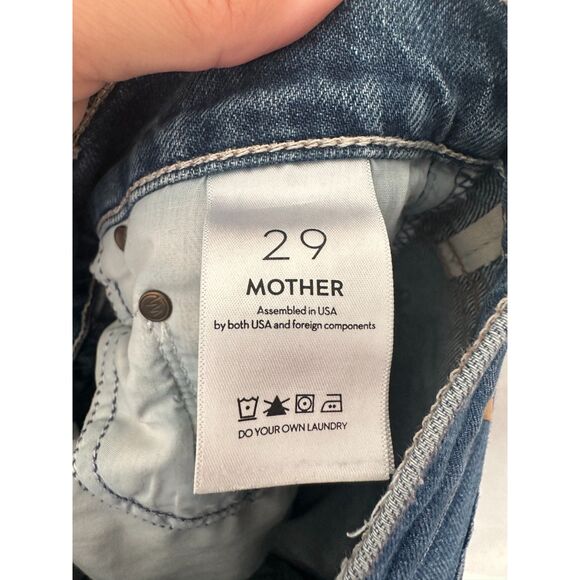 29
MOTHER
Assembled in USA
by both USA and foreign components
DO YOUR OWN LAUNDRY